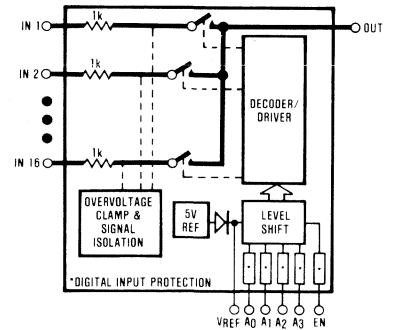 IN 1
1k
OUT
IN 2
1k
DECODER/
DRIVER
1k
IN 16
OVERVOLTAGE
CLAMP &
SIGNAL
ISOLATION
5V
REF
LEVEL
SHIFT
* * * * *
*DIGITAL INPUT PROTECTION
VREF A0 A1 A2 A3 EN